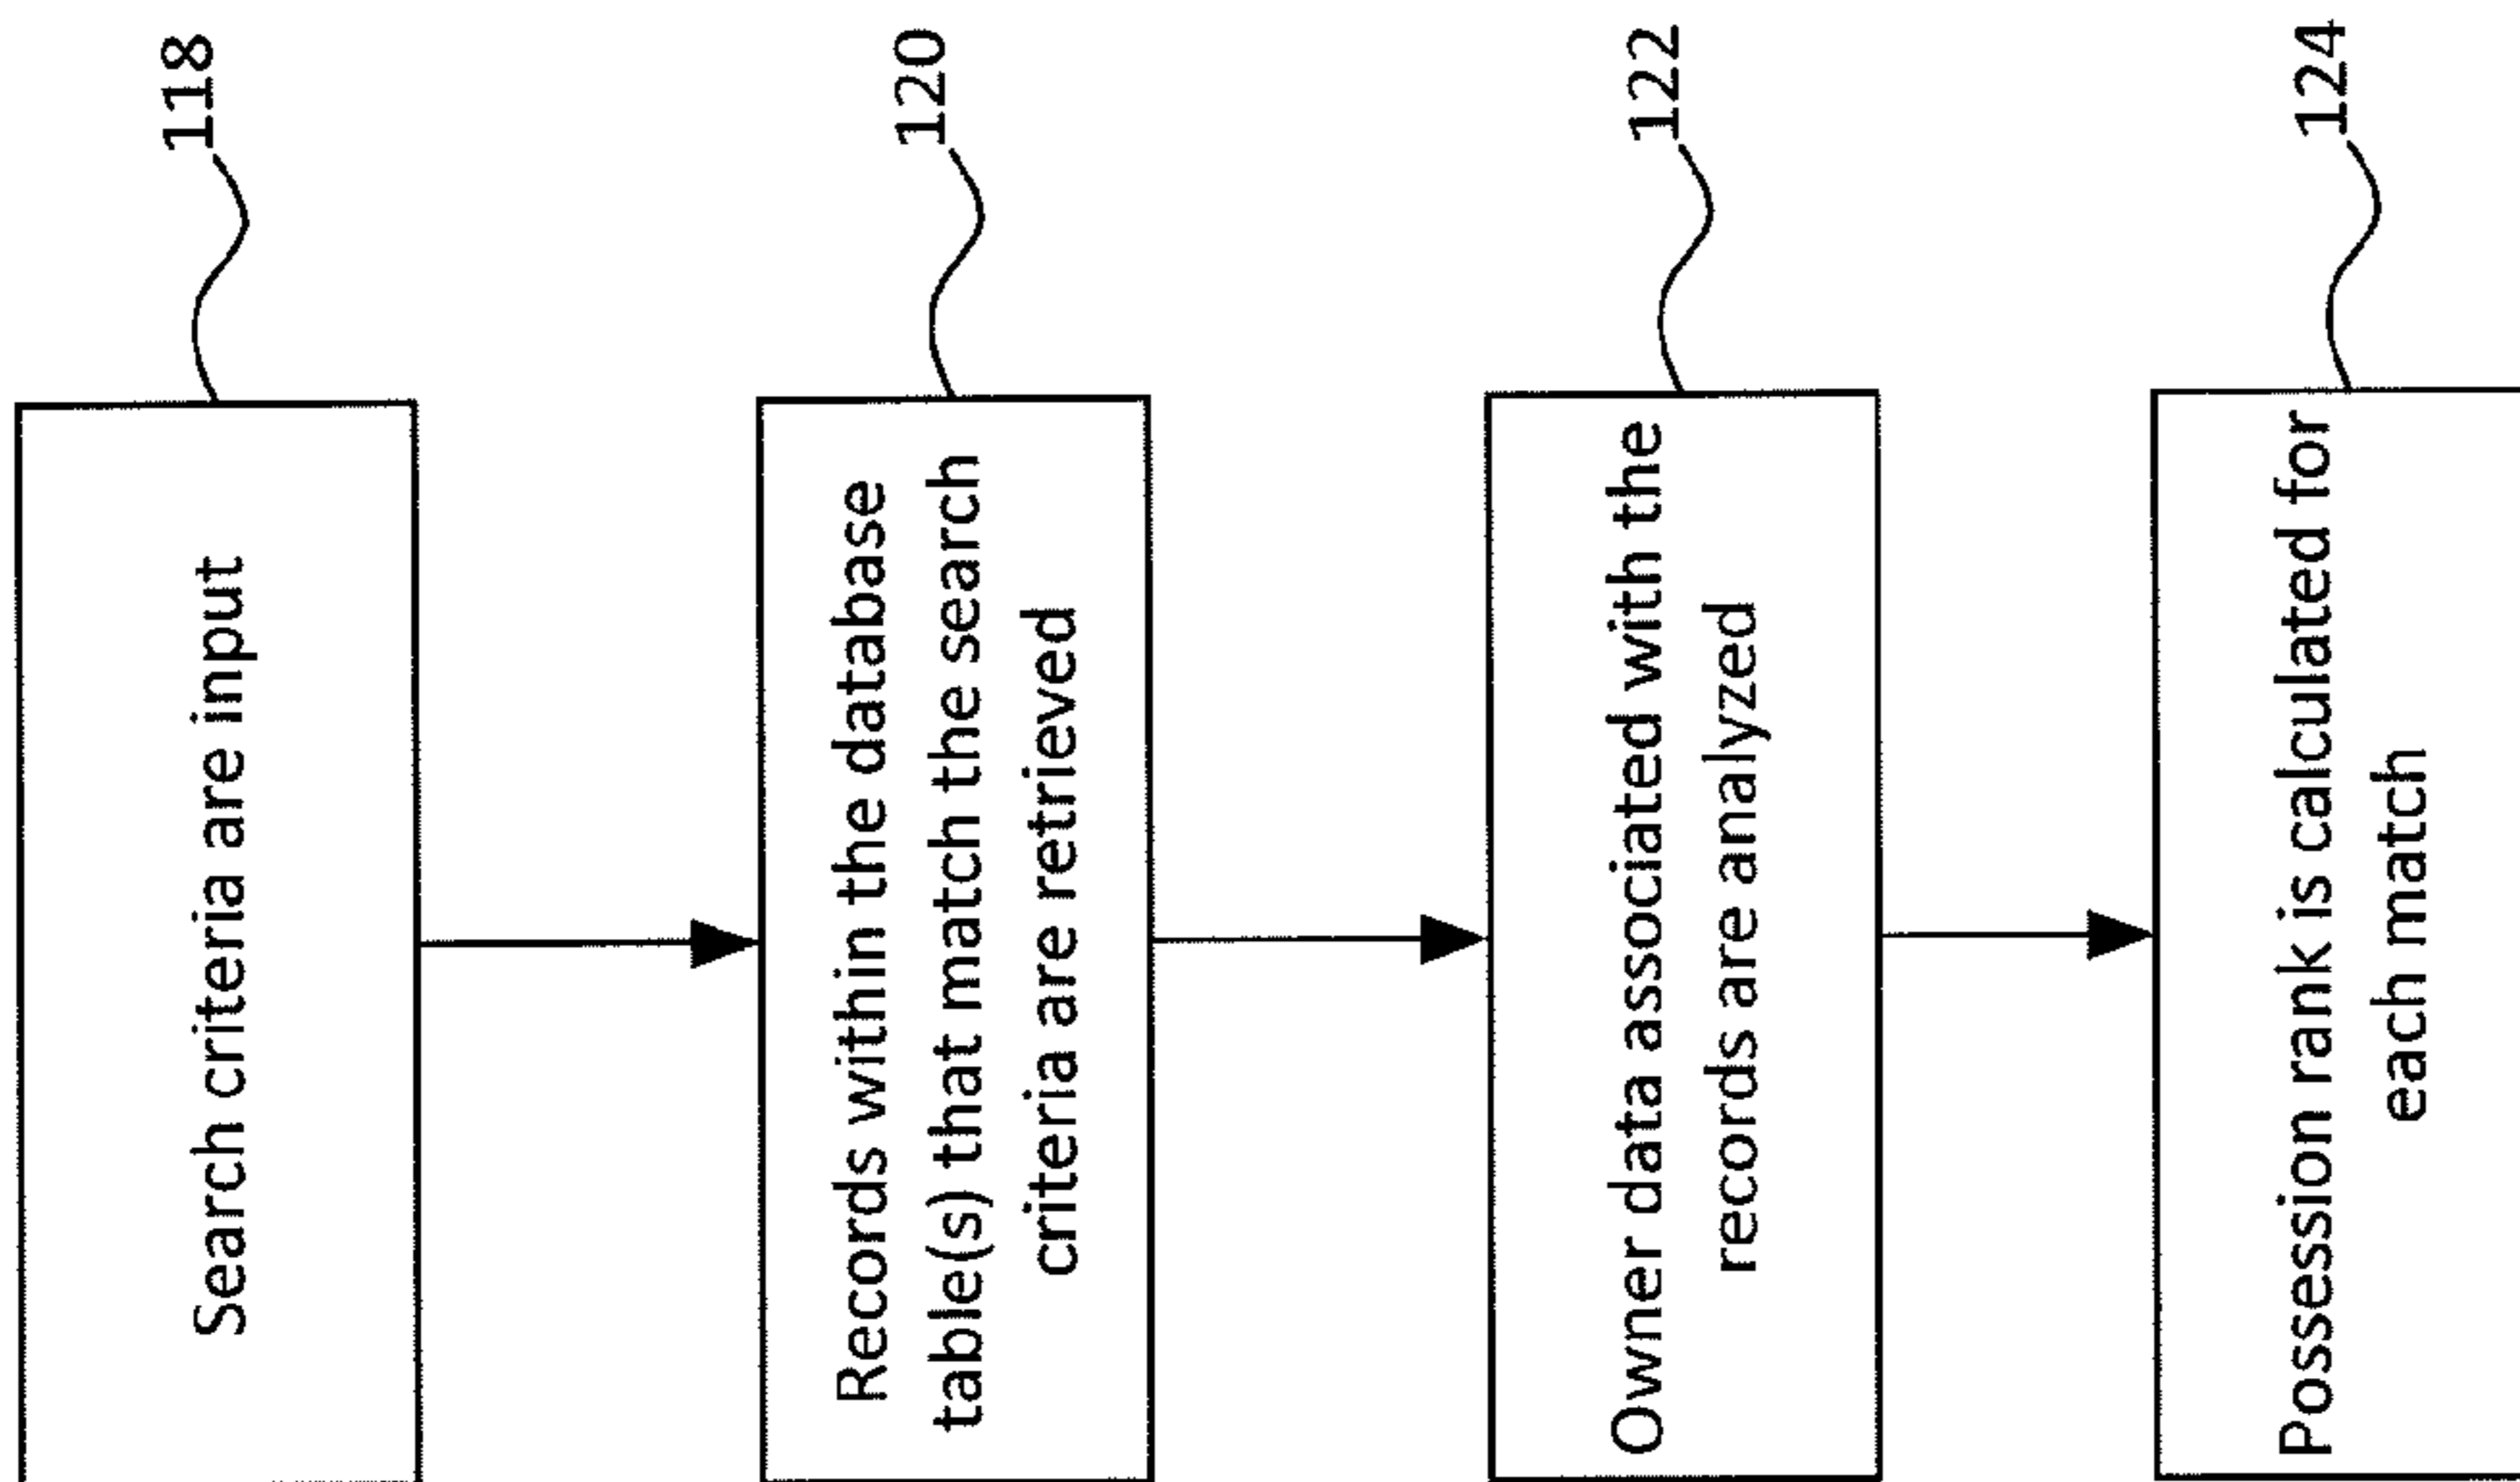 118
Search criteria are input
120
Records within the database
table(s) that match the search
criteria are retrieved
122
Owner data associated with the
records are analyzed
124
Possession rank is calculated for
each match